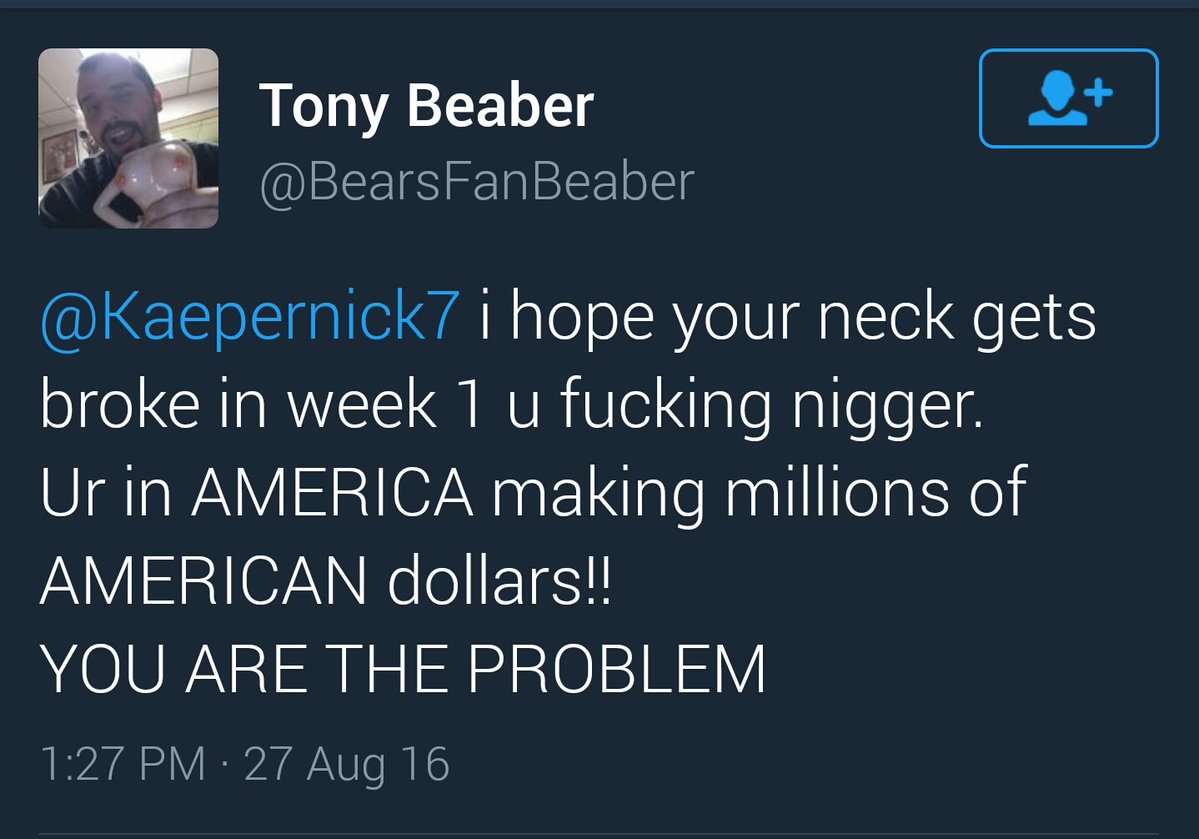 Tony Beaber
@BearsFanBeaber
@Kaepernick7 i hope your neck gets
broke in week 1 u fucking nigger.
Ur in AMERICA making millions of
AMERICAN dollars!!
YOU ARE THE PROBLEM
1:27 PM · 27 Aug 16